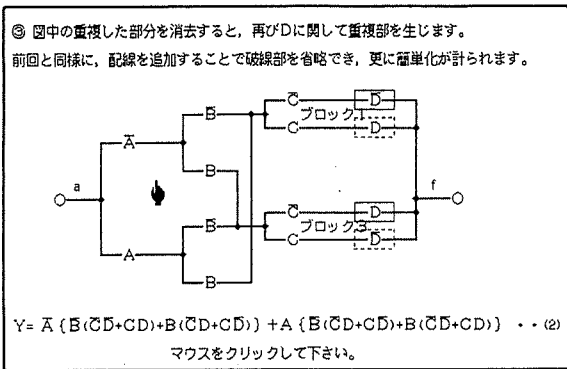 ③ 図中の重複した部分を消去すると，再びDに関して重複部を生じます。
前回と同様に，配線を追加することで破線部を省略でき，更に簡単化が計られます。
C̅ D̅
B̅ ブロック1
C D
A̅
B
a f
C̅ D
B̅ ブロック3
C D̅
A
B
Y= A̅ {B̅(C̅D̅+CD)+B(C̅D+CD̅)} +A {B̅(C̅D+CD̅)+B(C̅D̅+CD)} ・・(2)
マウスをクリックして下さい。